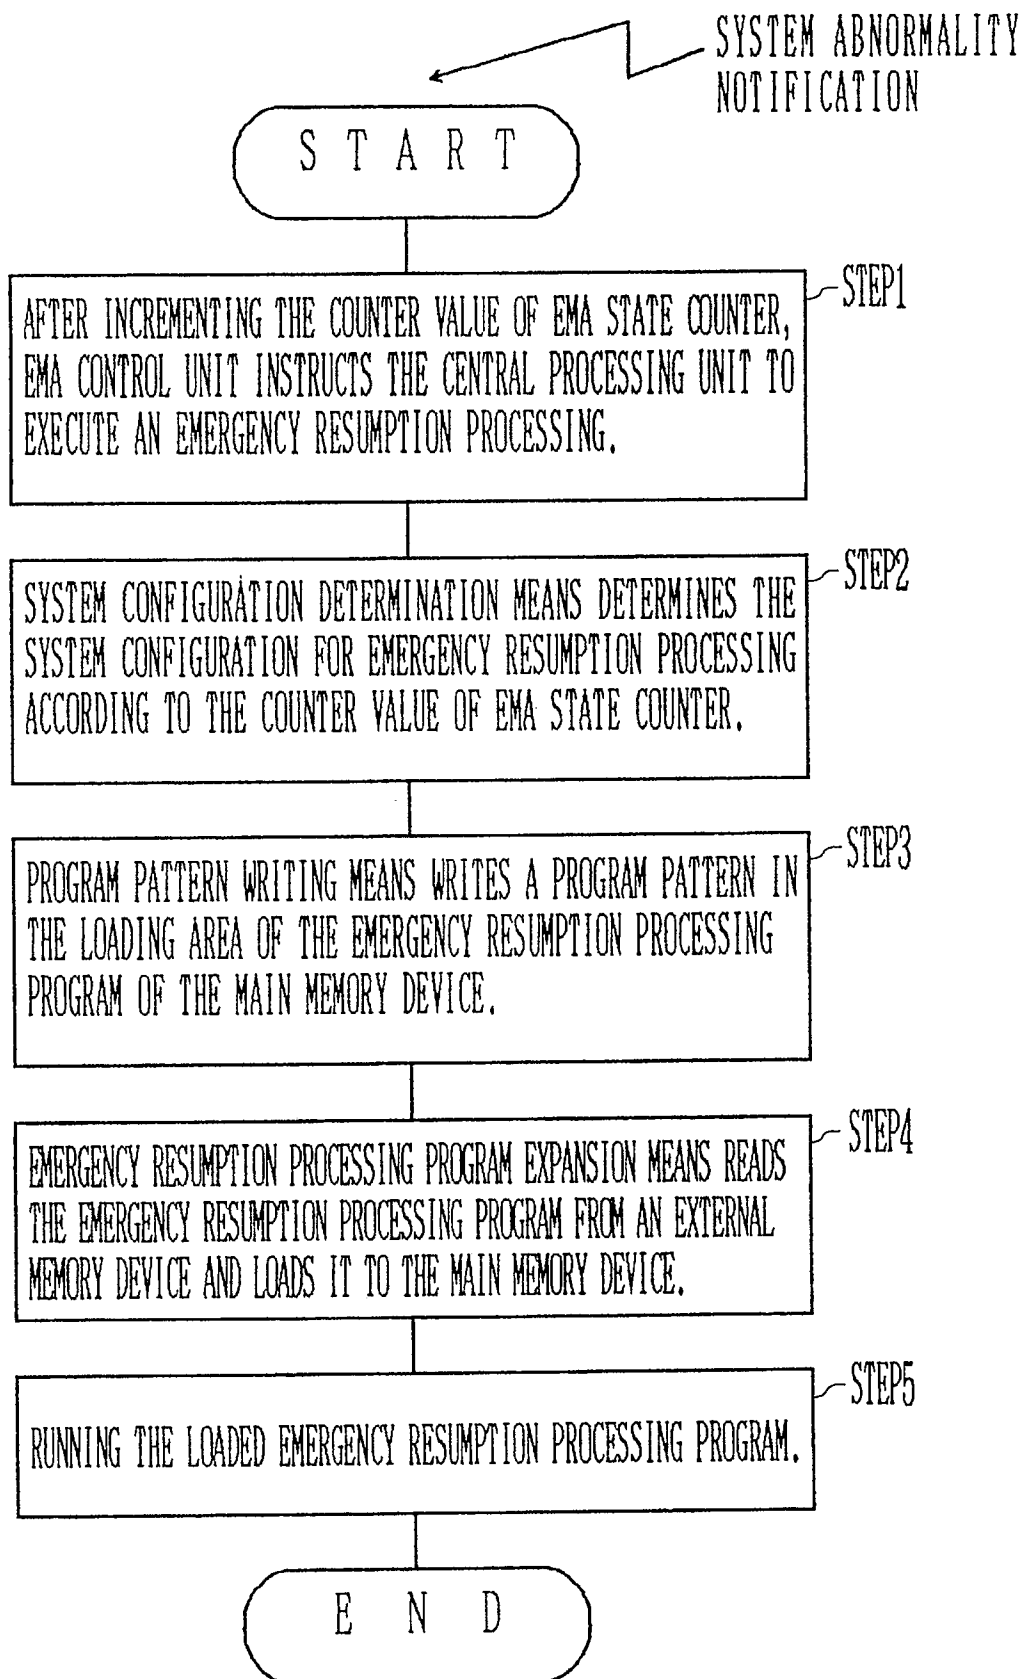 SYSTEM ABNORMALITY
NOTIFICATION
START
STEP1
AFTER INCREMENTING THE COUNTER VALUE OF EMA STATE COUNTER,
EMA CONTROL UNIT INSTRUCTS THE CENTRAL PROCESSING UNIT TO
EXECUTE AN EMERGENCY RESUMPTION PROCESSING.
STEP2
SYSTEM CONFIGURATION DETERMINATION MEANS DETERMINES THE
SYSTEM CONFIGURATION FOR EMERGENCY RESUMPTION PROCESSING
ACCORDING TO THE COUNTER VALUE OF EMA STATE COUNTER.
STEP3
PROGRAM PATTERN WRITING MEANS WRITES A PROGRAM PATTERN IN
THE LOADING AREA OF THE EMERGENCY RESUMPTION PROCESSING
PROGRAM OF THE MAIN MEMORY DEVICE.
STEP4
EMERGENCY RESUMPTION PROCESSING PROGRAM EXPANSION MEANS READS
THE EMERGENCY RESUMPTION PROCESSING PROGRAM FROM AN EXTERNAL
MEMORY DEVICE AND LOADS IT TO THE MAIN MEMORY DEVICE.
STEP5
RUNNING THE LOADED EMERGENCY RESUMPTION PROCESSING PROGRAM.
END